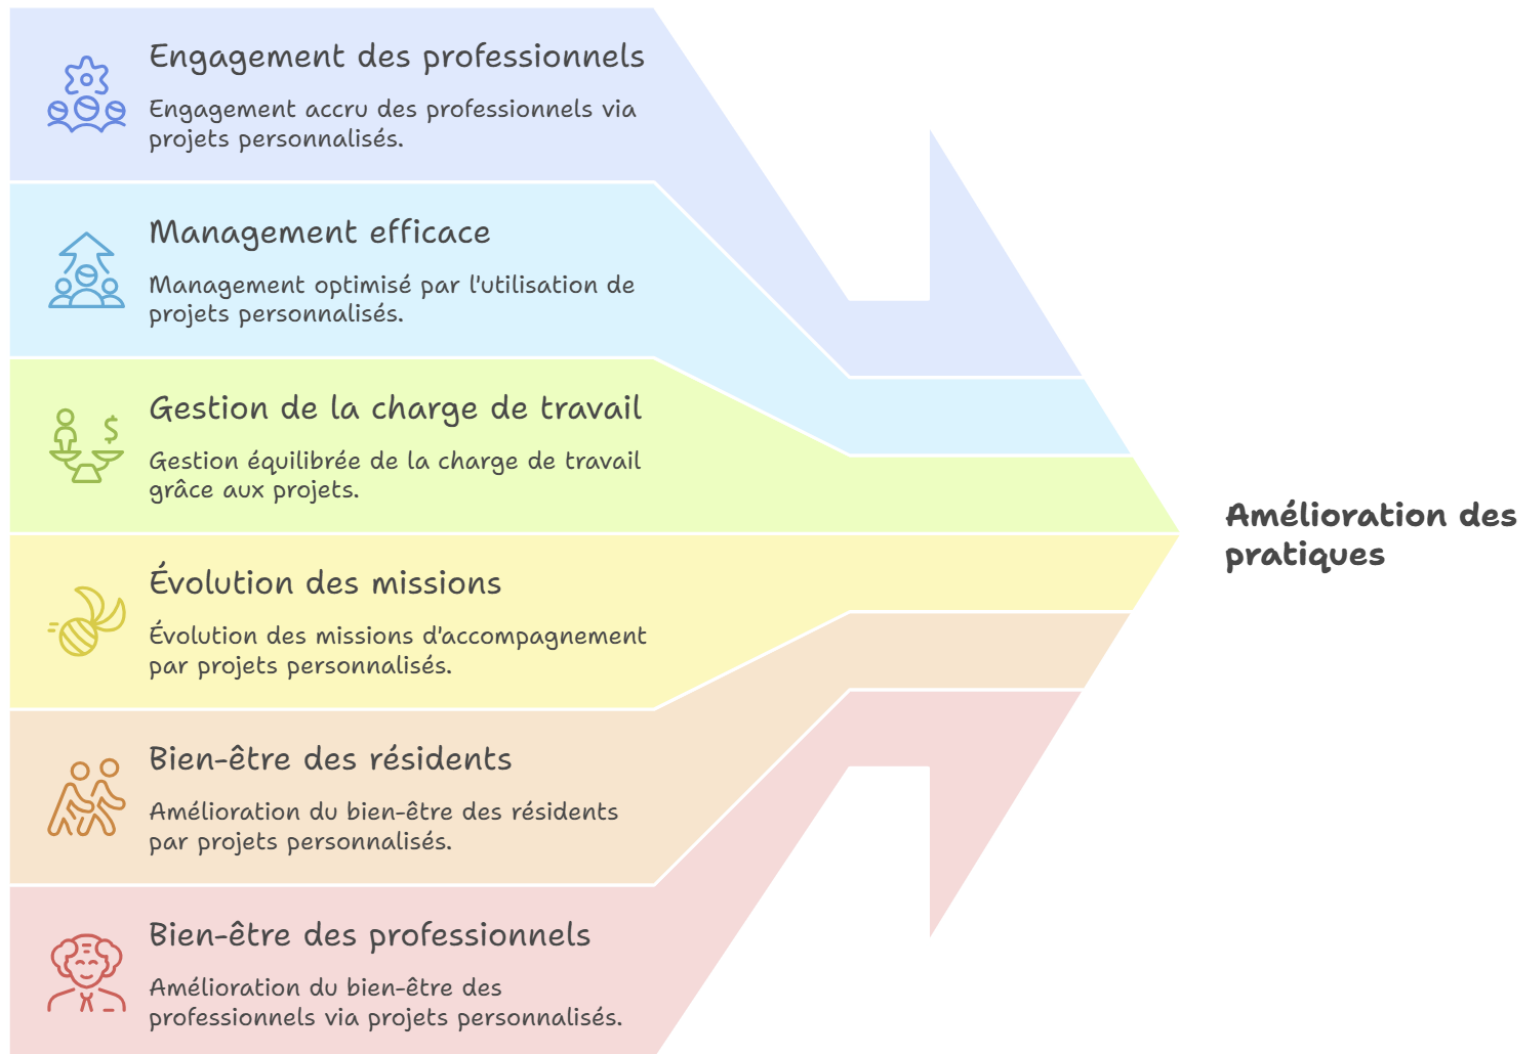 Engagement des professionnels
Engagement accru des professionnels via
projets personnalisés.
Management efficace
Management optimisé par l'utilisation de
projets personnalisés.
Gestion de la charge de travail
$
Gestion équilibrée de la charge de travail
grâce aux projets.
Évolution des missions
Évolution des missions d'accompagnement
par projets personnalisés.
Bien-être des résidents
Amélioration du bien-être des résidents
par projets personnalisés.
Bien-être des professionnels
Amélioration du bien-être des
professionnels via projets personnalisés.
Amélioration des
pratiques